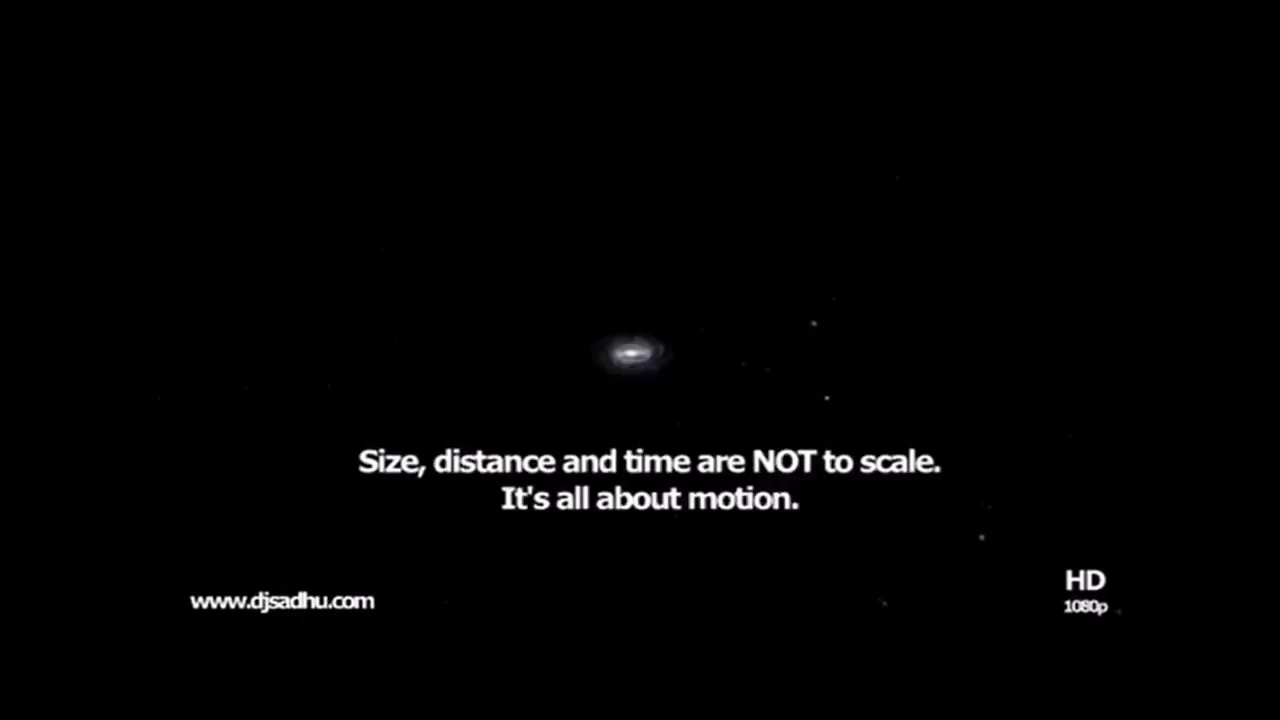 Size, distance and time are NOT to scale.
It's all about motion.
www.djsadhu.com
HD
1080p